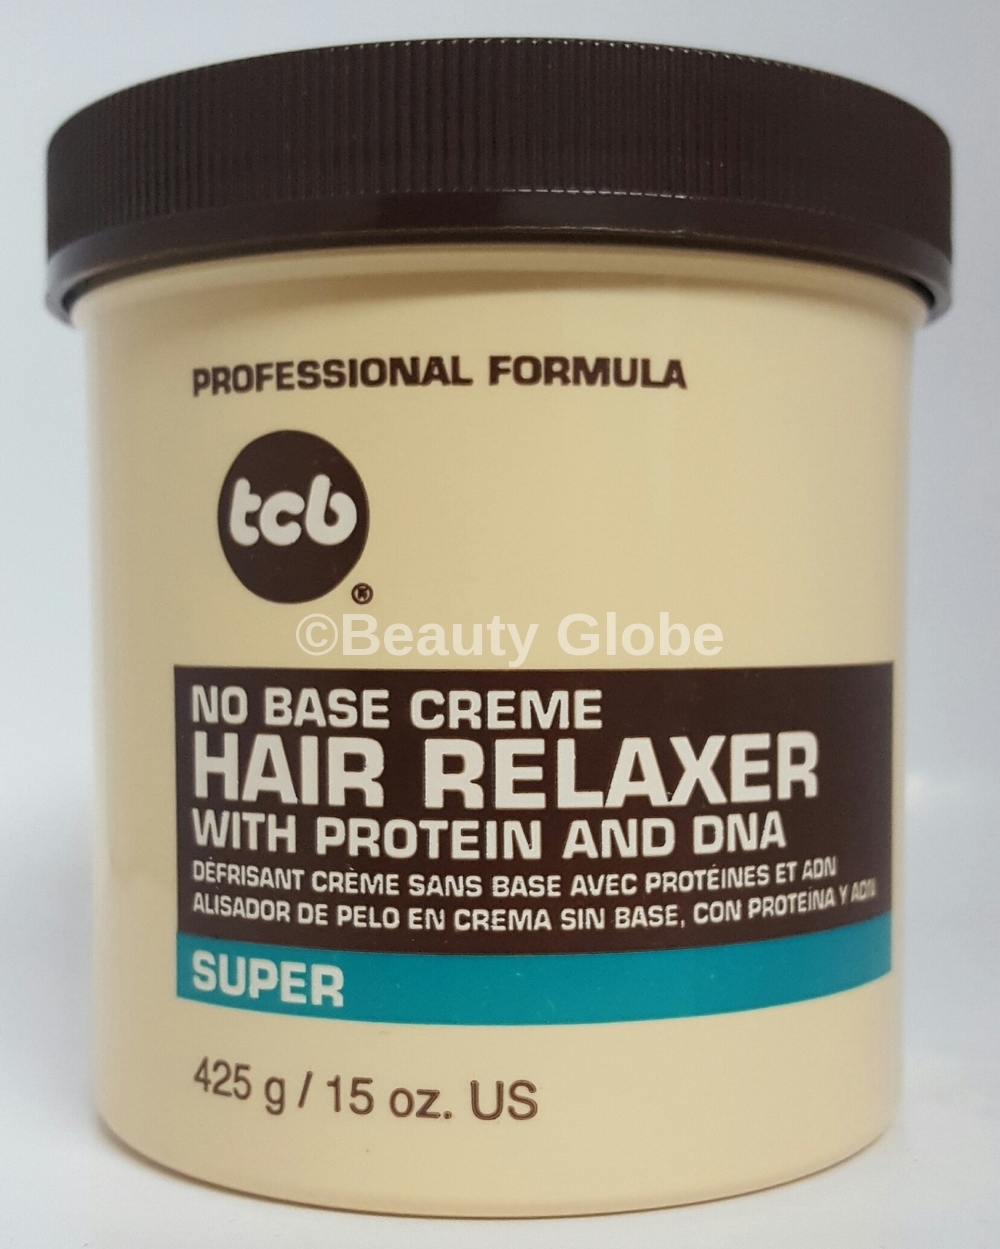 PROFESSIONAL FORMULA
tcb
®
©Beauty Globe
NO BASE CREME
HAIR RELAXER
WITH PROTEIN AND DNA
DÉFRISANT CRÈME SANS BASE AVEC PROTÉINES ET ADN
ALISADOR DE PELO EN CREMA SIN BASE, CON PROTEÍNA Y ADN
SUPER
425 g / 15 oz. US